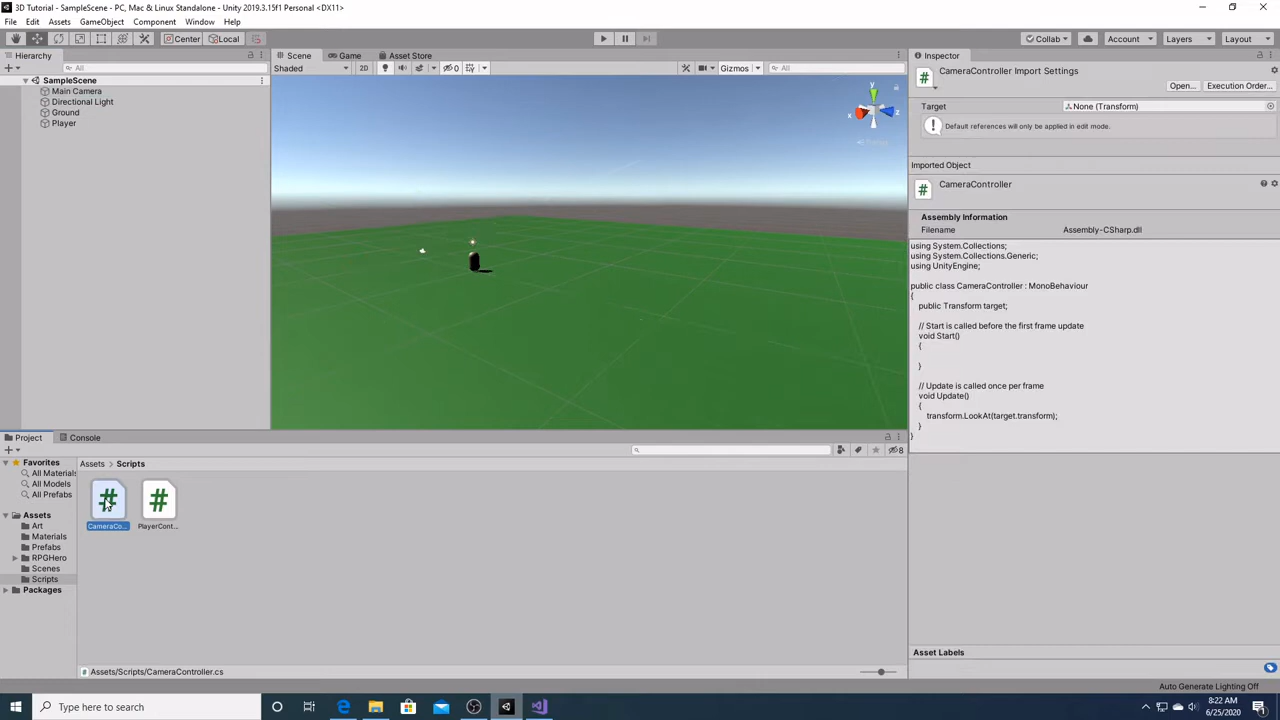 3D Tutorial - SampleScene - PC, Mac & Linux Standalone - Unity 2019.3.15f1 Personal <DX11>
File Edit Assets GameObject Component Window Help
Center Local Collab Account Layers Layout
Hierarchy
All
SampleScene
Main Camera
Directional Light
Ground
Player
Scene Game Asset Store
Shaded 2D 0 Gizmos All
y
x
z
Persp
Inspector
CameraController Import Settings
Open... Execution Order...
Target None (Transform)
Default references will only be applied in edit mode.
Imported Object
CameraController
Assembly Information
Filename Assembly-CSharp.dll
using System.Collections;
using System.Collections.Generic;
using UnityEngine;
public class CameraController : MonoBehaviour
{
public Transform target;
// Start is called before the first frame update
void Start()
{
}
// Update is called once per frame
void Update()
{
transform.LookAt(target.transform);
}
}
Asset Labels
Project Console
8
Favorites
All Materials
All Models
All Prefabs
Assets
Art
Materials
Prefabs
RPGHero
Scenes
Scripts
Packages
Assets > Scripts
CameraCo... PlayerCont...
Assets/Scripts/CameraController.cs
Auto Generate Lighting Off
Type here to search
8:22 AM
6/25/2020